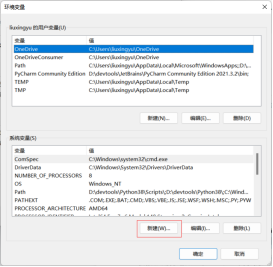 环境变量
liuxingyu 的用户变量(U)
变量 值
OneDrive C:\Users\liuxingyu\OneDrive
OneDriveConsumer C:\Users\liuxingyu\OneDrive
Path C:\Users\liuxingyu\AppData\Local\Microsoft\WindowsApps;D:\...
PyCharm Community Edition D:\devtools\JetBrains\PyCharm Community Edition 2021.3.2\bin;
TEMP C:\Users\liuxingyu\AppData\Local\Temp
TMP C:\Users\liuxingyu\AppData\Local\Temp
新建(N)... 编辑(E)... 删除(D)
系统变量(S)
变量 值
ComSpec C:\Windows\system32\cmd.exe
DriverData C:\Windows\System32\Drivers\DriverData
NUMBER_OF_PROCESSORS 8
OS Windows_NT
Path D:\devtools\Python38\Scripts\;D:\devtools\Python38\;C:\Wind...
PATHEXT .COM;.EXE;.BAT;.CMD;.VBS;.VBE;.JS;.JSE;.WSF;.WSH;.MSC;.PY;.PYW
PROCESSOR_ARCHITECTURE AMD64
新建(W)... 编辑(I)... 删除(L)
确定 取消